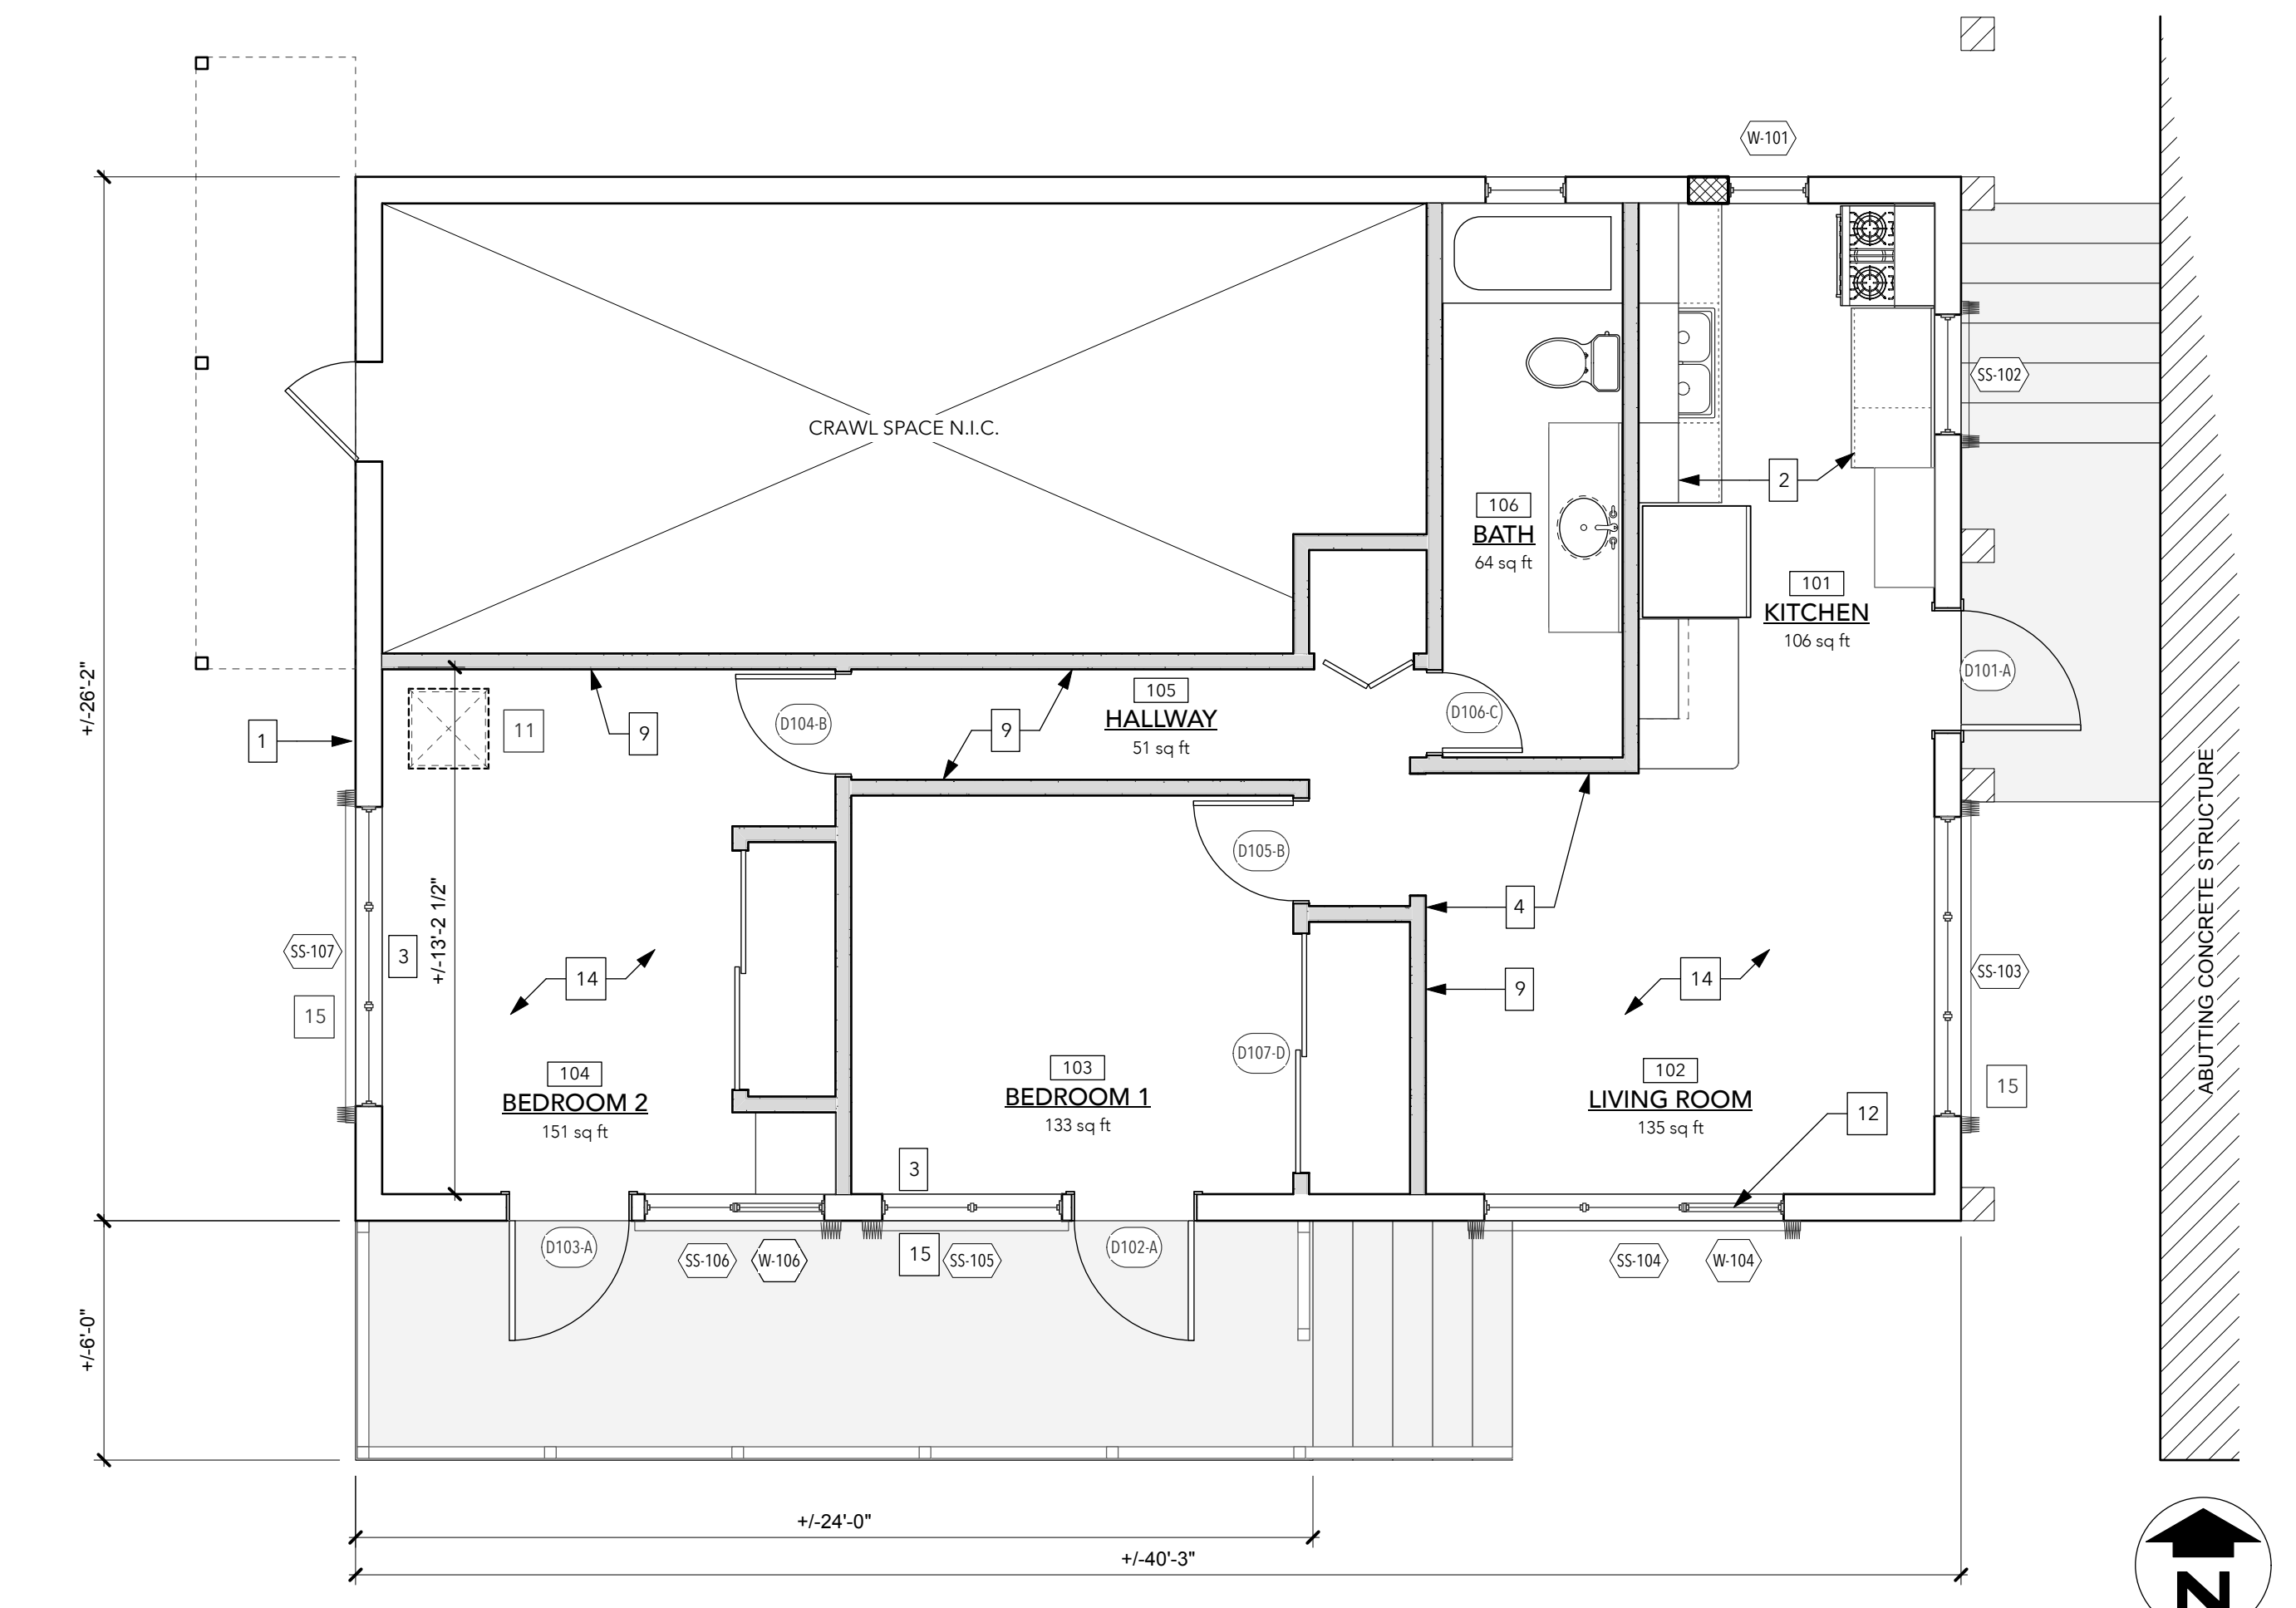 W-101
SS-102
CRAWL SPACE N.I.C.
2
106
BATH
64 sq ft
101
KITCHEN
106 sq ft
D101-A
+/-26'-2"
1
11
9
D104-B
9
105
HALLWAY
51 sq ft
D106-C
D105-B
4
ABUTTING CONCRETE STRUCTURE
SS-107
3
+/-13'-2 1/2"
15
14
9
14
SS-103
D107-D
104
BEDROOM 2
151 sq ft
103
BEDROOM 1
133 sq ft
102
LIVING ROOM
135 sq ft
12
15
3
D103-A
SS-106
W-106
15
SS-105
D102-A
SS-104
W-104
+/-6'-0"
+/-24'-0"
+/-40'-3"
N